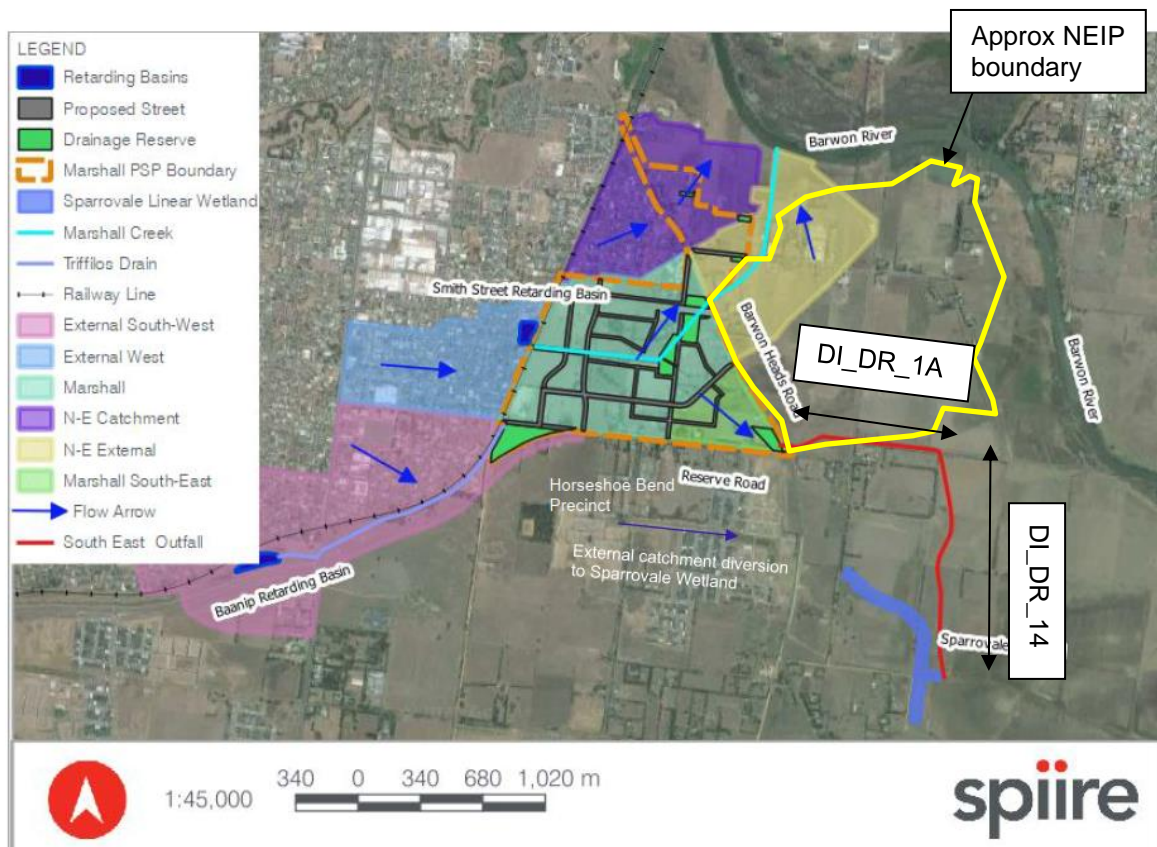 Approx NEIP
boundary
LEGEND
Retarding Basins
Proposed Street
Drainage Reserve
Marshall PSP Boundary
Sparrovale Linear Wetland
Marshall Creek
Triffilos Drain
Railway Line
External South-West
External West
Marshall
N-E Catchment
N-E External
Marshall South-East
Flow Arrow
South East Outfall
Barwon River
Smith Street Retarding Basin
Barwon Heads Road
DI_DR_1A
Barwon River
Reserve Road
Horseshoe Bend
Precinct
External catchment diversion
to Sparrovale Wetland
Baanip Retarding Basin
DI_DR_14
Sparrovale
1:45,000
340 0 340 680 1,020 m
spiire